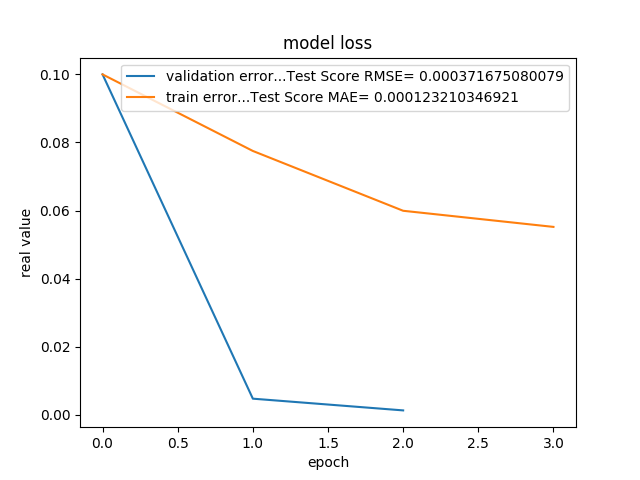 model loss
validation error...Test Score RMSE= 0.000371675080079
train error...Test Score MAE= 0.000123210346921
real value
0.10
0.08
0.06
0.04
0.02
0.00
0.0 0.5 1.0 1.5 2.0 2.5 3.0
epoch